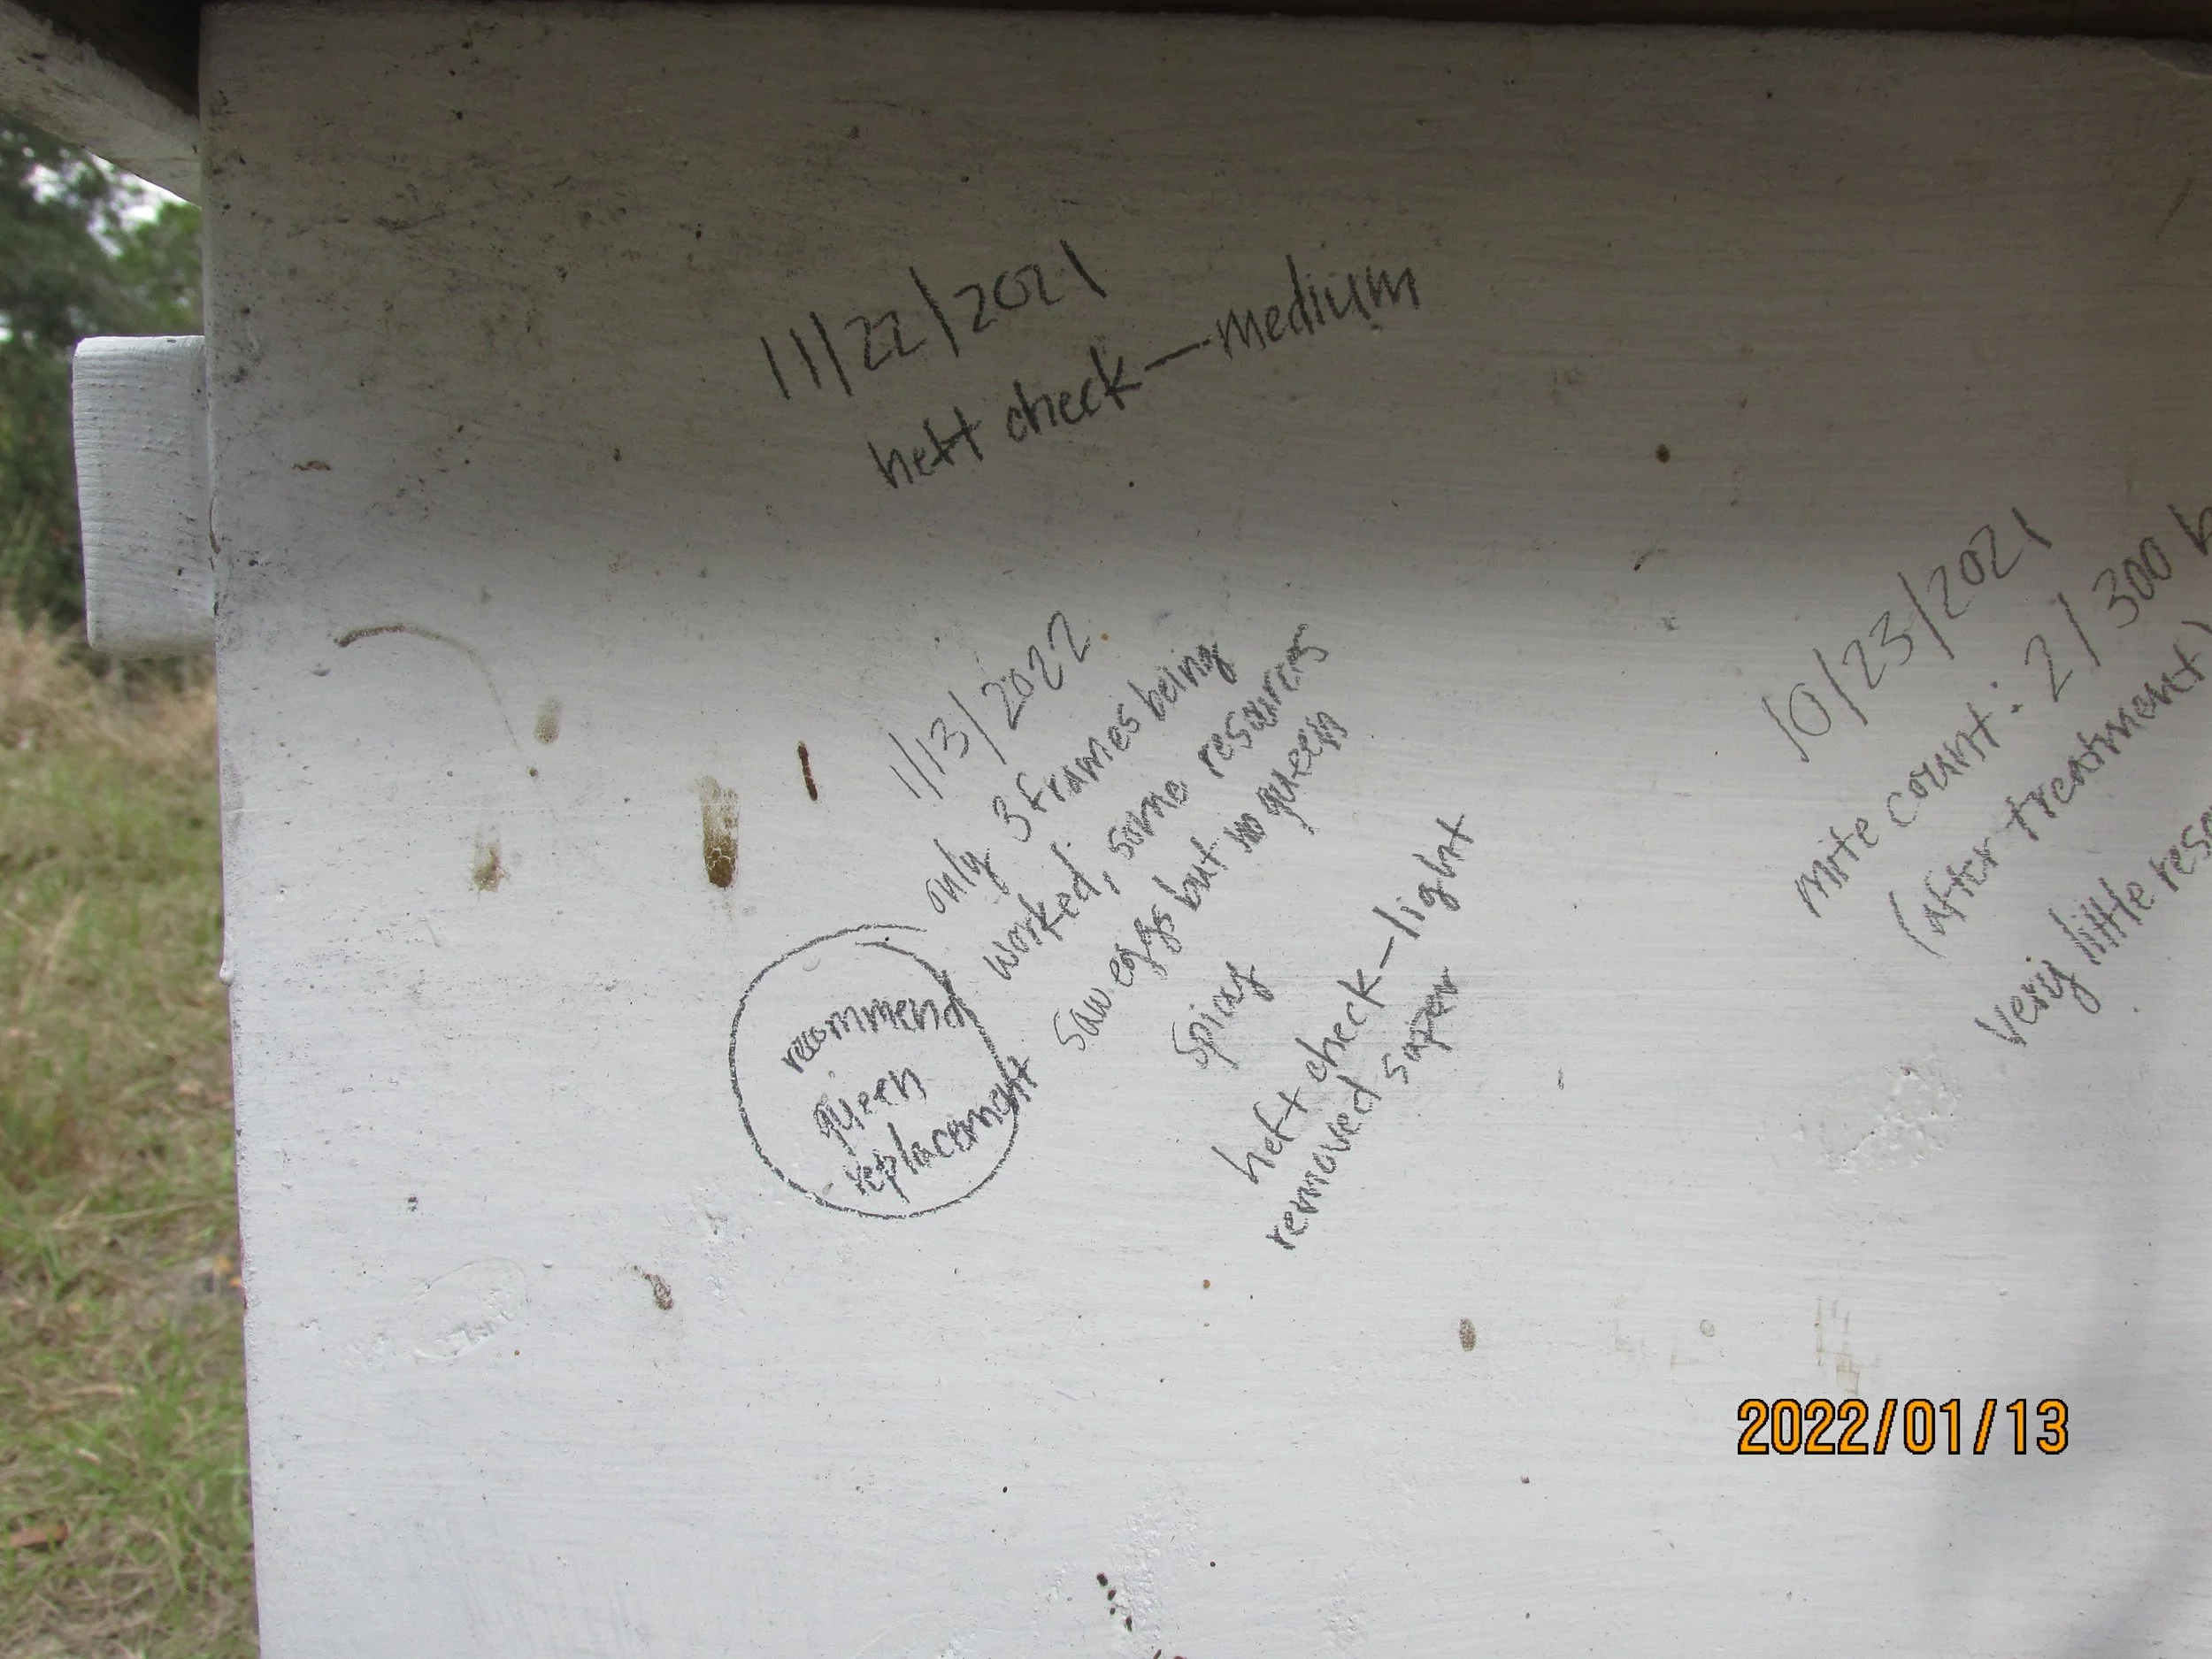 11/22/2021
heft check—medium
1/13/2022
only 3 frames being
worked, some resources
saw eggs but no queen
spicy
heft check—light
removed super
recommend
queen
replacement
10/23/2021
mite count: 2/300
(after treatment)
very little
2022/01/13